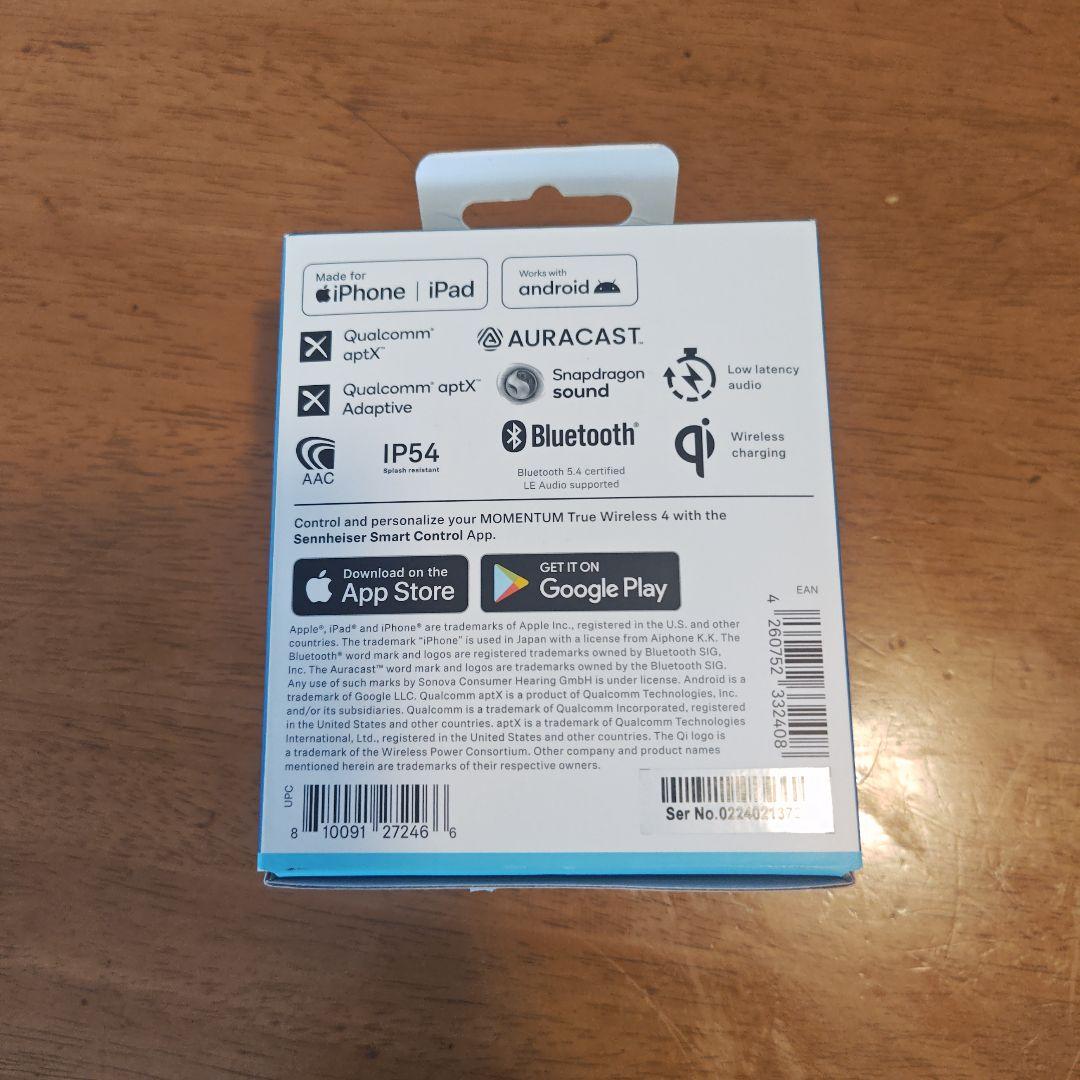 Made for
iPhone | iPad
Works with
android
Qualcomm®
aptX™
AURACAST™
Qualcomm® aptX™
Adaptive
Snapdragon
sound
Low latency
audio
AAC
IP54
Splash resistant
Bluetooth®
Bluetooth 5.4 certified
LE Audio supported
qi
Wireless
charging
Control and personalize your MOMENTUM True Wireless 4 with the
Sennheiser Smart Control App.
Download on the
App Store
GET IT ON
Google Play
Apple®, iPad® and iPhone® are trademarks of Apple Inc., registered in the U.S. and other
countries. The trademark "iPhone" is used in Japan with a license from Aiphone K.K. The
Bluetooth® word mark and logos are registered trademarks owned by Bluetooth SIG,
Inc. The Auracast™ word mark and logos are trademarks owned by the Bluetooth SIG.
Any use of such marks by Sonova Consumer Hearing GmbH is under license. Android is a
trademark of Google LLC. Qualcomm aptX is a product of Qualcomm Technologies, Inc.
and/or its subsidiaries. Qualcomm is a trademark of Qualcomm Incorporated, registered
in the United States and other countries. aptX is a trademark of Qualcomm Technologies
International, Ltd., registered in the United States and other countries. The Qi logo is
a trademark of the Wireless Power Consortium. Other company and product names
mentioned herein are trademarks of their respective owners.
EAN
4 260752 332408
UPC
8 10091 27246 6
Ser No.